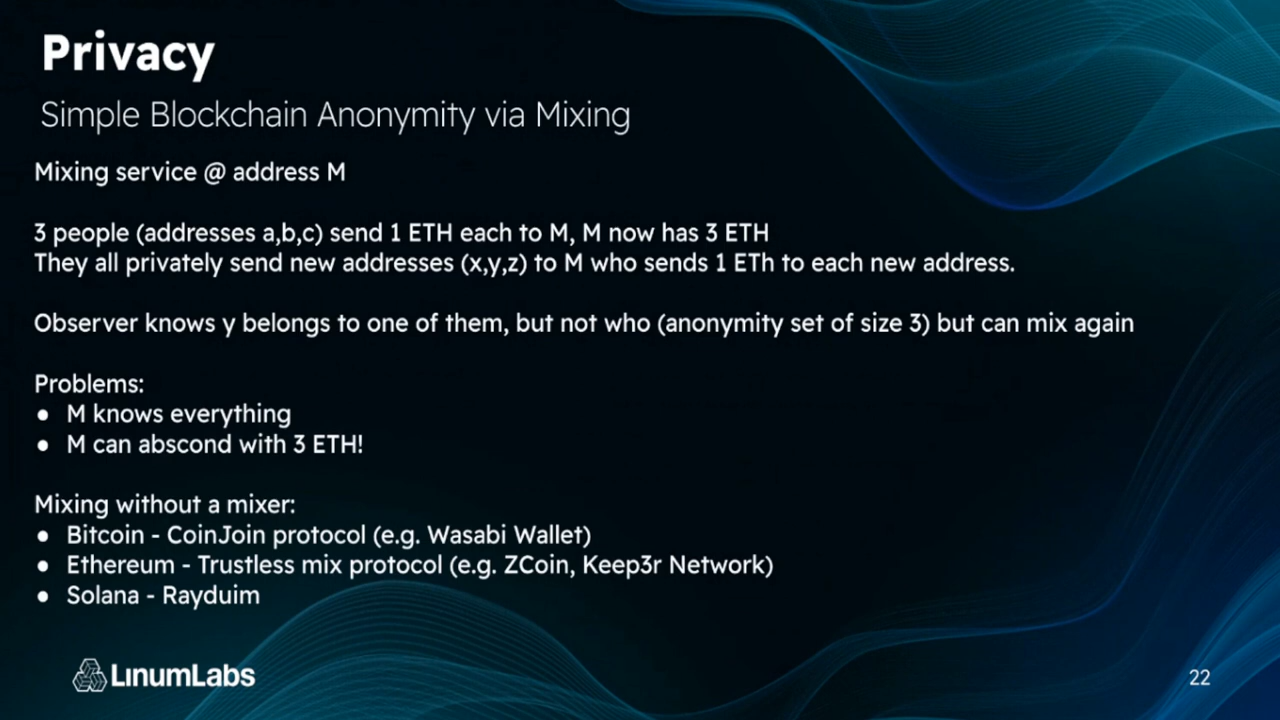 Privacy
Simple Blockchain Anonymity via Mixing
Mixing service @ address M
3 people (addresses a,b,c) send 1 ETH each to M, M now has 3 ETH
They all privately send new addresses (x,y,z) to M who sends 1 ETh to each new address.
Observer knows y belongs to one of them, but not who (anonymity set of size 3) but can mix again
Problems:
● M knows everything
● M can abscond with 3 ETH!
Mixing without a mixer:
● Bitcoin - CoinJoin protocol (e.g. Wasabi Wallet)
● Ethereum - Trustless mix protocol (e.g. ZCoin, Keep3r Network)
● Solana - Rayduim
LinumLabs
22